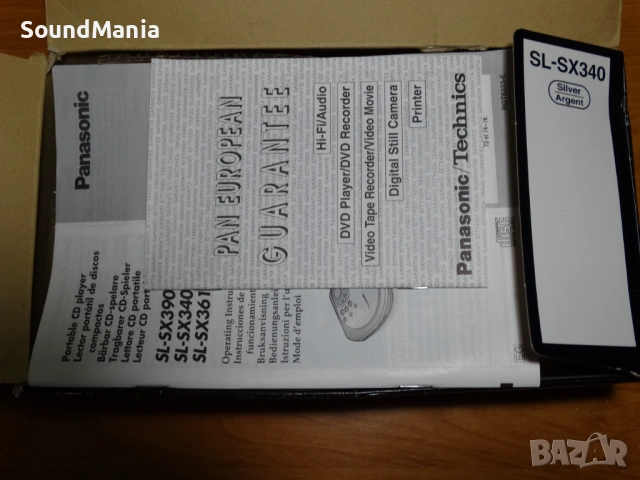 SoundMania
SL-SX340
Silver
Argent
Panasonic
PAN EUROPEAN
GUARANTEE
Hi-Fi/Audio
DVD Player/DVD Recorder
Video Tape Recorder/Video Movie
Digital Still Camera
Printer
Panasonic/Technics
Portable CD player
Lector portátil de discos
compactos
Bärbar CD-spelare
Tragbarer CD-Spieler
Lettore CD portatile
Lecteur CD port
SL-SX390
SL-SX340
SL-SX361
Operating Instru
Instrucciones de
funcionamient
Bruksanvisning
Bedienungsanlei
Istruzioni per l'u
Mode d'emploi
BAZAR